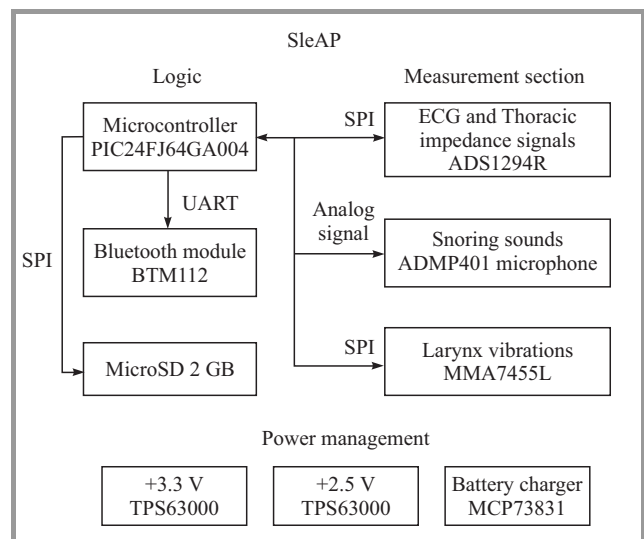 SleAP
Logic
Measurement section
Microcontroller
PIC24FJ64GA004
SPI
ECG and Thoracic
impedance signals
ADS1294R
UART
Bluetooth module
BTM112
SPI
Analog
signal
Snoring sounds
ADMP401 microphone
MicroSD 2 GB
SPI
Larynx vibrations
MMA7455L
Power management
+3.3 V
TPS63000
+2.5 V
TPS63000
Battery charger
MCP73831